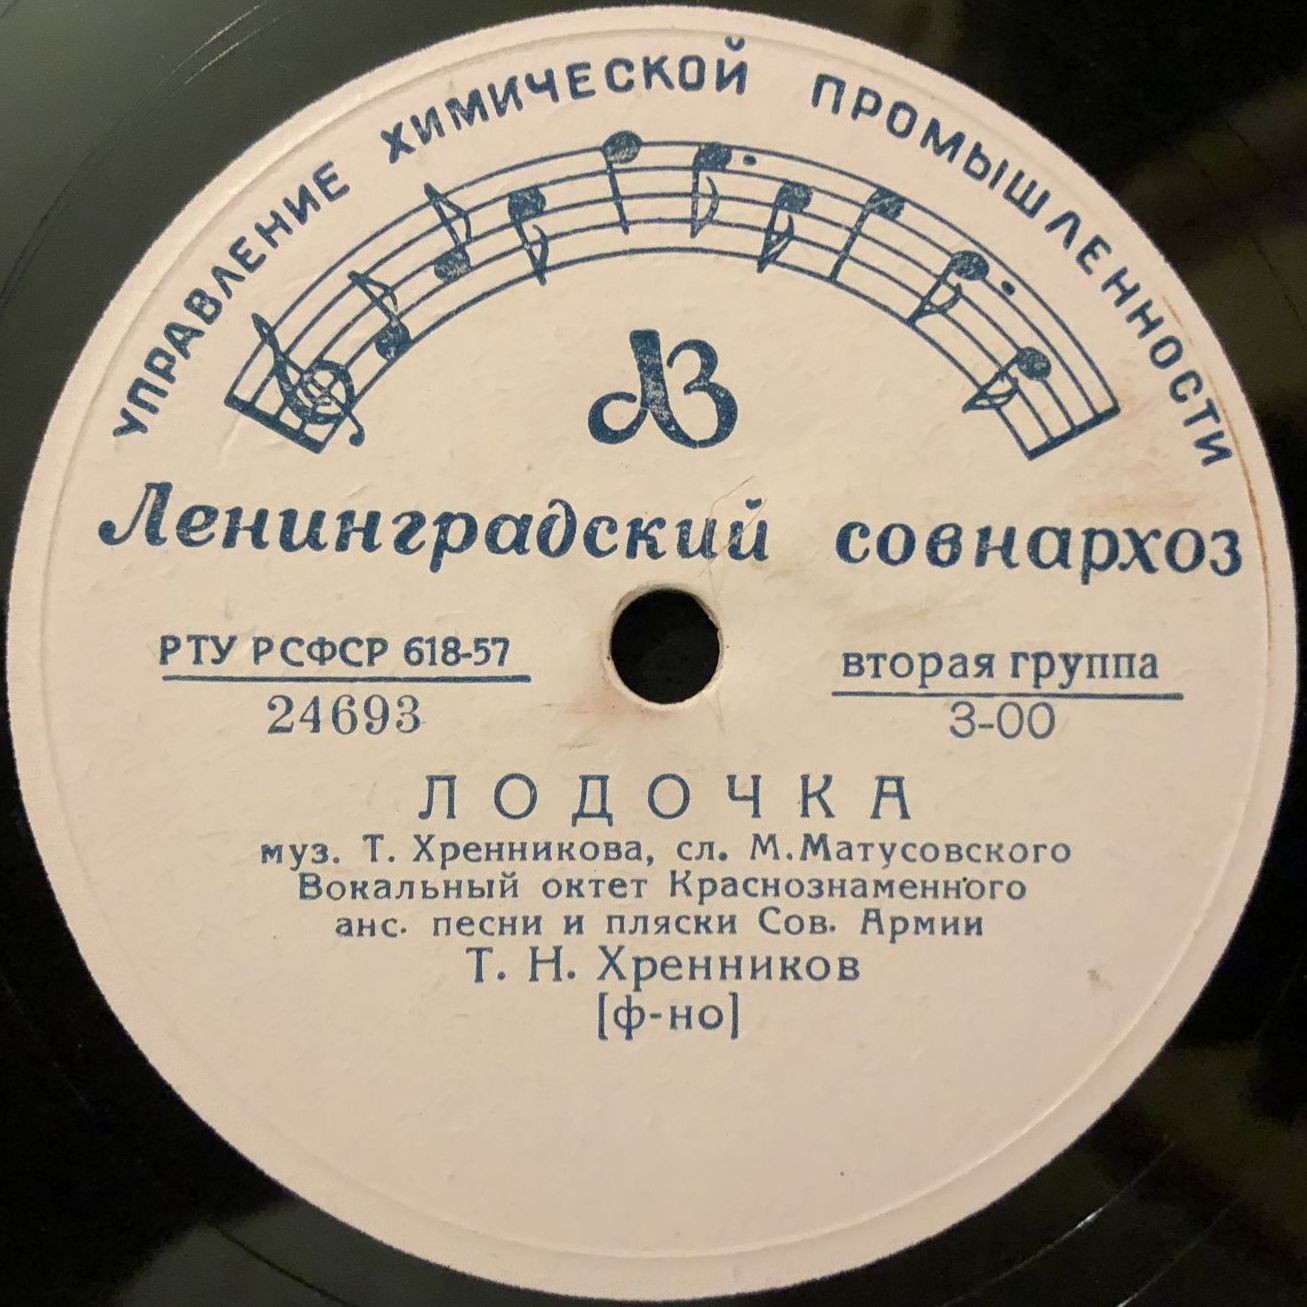 УПРАВЛЕНИЕ ХИМИЧЕСКОЙ ПРОМЫШЛЕННОСТИ
ЛЗ
Ленинградский совнархоз
РТУ РСФСР 618-57
24693
вторая группа
3-00
ЛОДОЧКА
муз. Т. Хренникова, сл. М.Матусовского
Вокальный октет Краснознаменного
анс. песни и пляски Сов. Армии
Т. Н. Хренников
[ф-но]